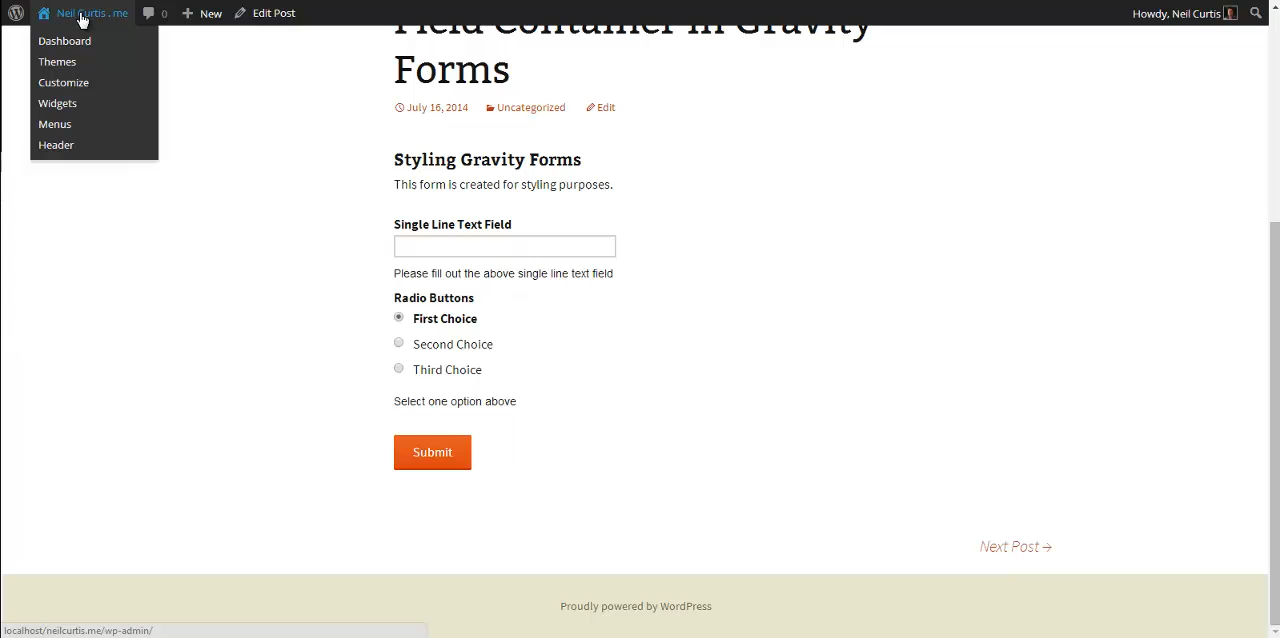 Neil Curtis .me 0 New Edit Post Howdy, Neil Curtis
Dashboard
Themes
Customize
Widgets
Menus
Header
Field Container in Gravity
Forms
July 16, 2014 Uncategorized Edit
Styling Gravity Forms
This form is created for styling purposes.
Single Line Text Field
Please fill out the above single line text field
Radio Buttons
First Choice
Second Choice
Third Choice
Select one option above
Submit
Next Post →
Proudly powered by WordPress
localhost/neilcurtis.me/wp-admin/